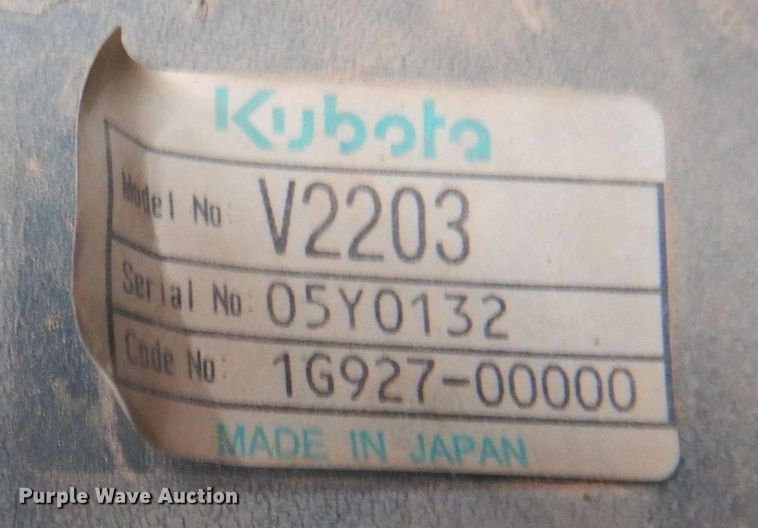 Kubota
Model No: V2203
Serial No: 05Y0132
Code No: 1G927-00000
MADE IN JAPAN
Purple Wave Auction